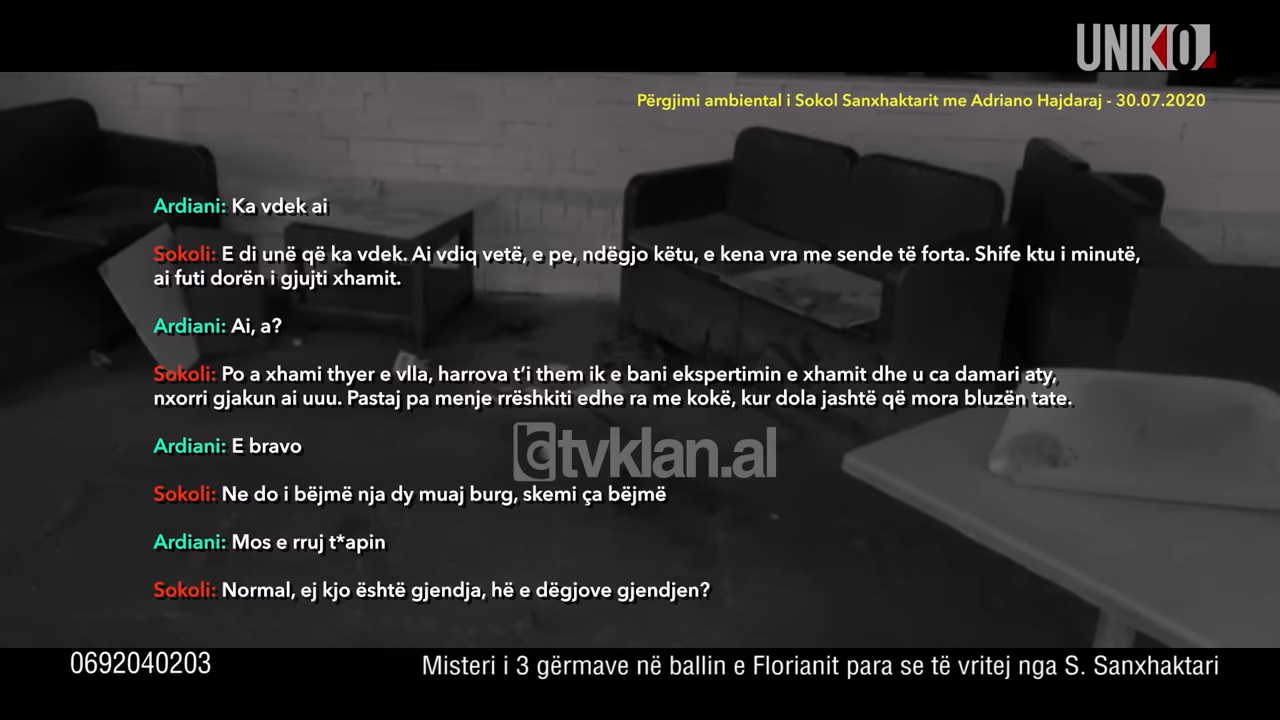 UNIKO
Përgjimi ambiental i Sokol Sanxhaktarit me Adriano Hajdaraj - 30.07.2020
Ardiani: Ka vdek ai
Sokoli: E di unë që ka vdek. Ai vdiq vetë, e pe, ndëgjo këtu, e kena vra me sende të forta. Shife ktu i minutë,
ai futi dorën i gjujti xhamit.
Ardiani: Ai, a?
Sokoli: Po a xhami thyer e vlla, harrova t’i them ik e bani ekspertimin e xhamit dhe u ca damari aty,
nxorri gjakun ai uuu. Pastaj pa menje rrëshkiti edhe ra me kokë, kur dola jashtë që mora bluzën tate.
Ardiani: E bravo
tvklan.al
Sokoli: Ne do i bëjmë nja dy muaj burg, skemi ça bëjmë
Ardiani: Mos e rruj t*apin
Sokoli: Normal, ej kjo është gjendja, hë e dëgjove gjendjen?
0692040203
Misteri i 3 gërmave në ballin e Florianit para se të vritej nga S. Sanxhaktari